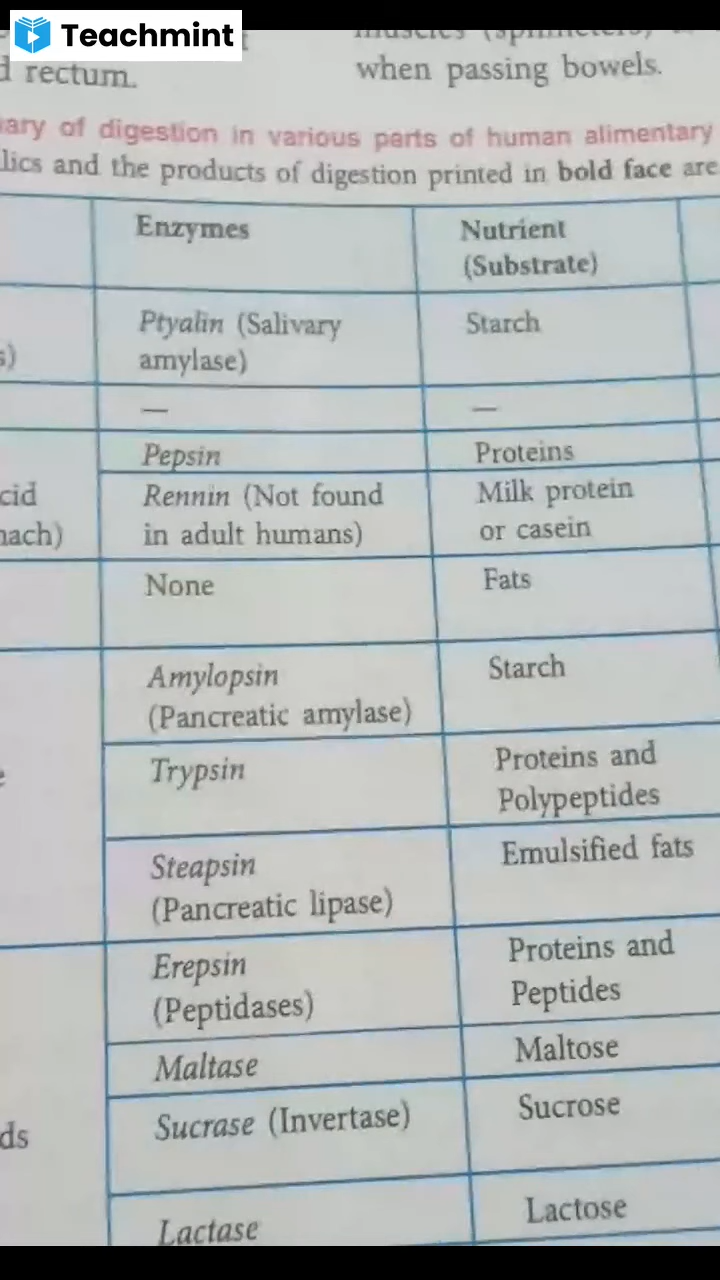 Teachmint
d rectum.
when passing bowels.
ary of digestion in various parts of human alimentary
lics and the products of digestion printed in bold face are
Enzymes
Nutrient
(Substrate)
Ptyalin (Salivary
amylase)
Starch
s)
—
—
Pepsin
Proteins
cid
nach)
Rennin (Not found
in adult humans)
Milk protein
or casein
None
Fats
Amylopsin
(Pancreatic amylase)
Starch
e
Trypsin
Proteins and
Polypeptides
Steapsin
(Pancreatic lipase)
Emulsified fats
Erepsin
(Peptidases)
Proteins and
Peptides
Maltase
Maltose
ds
Sucrase (Invertase)
Sucrose
Lactase
Lactose